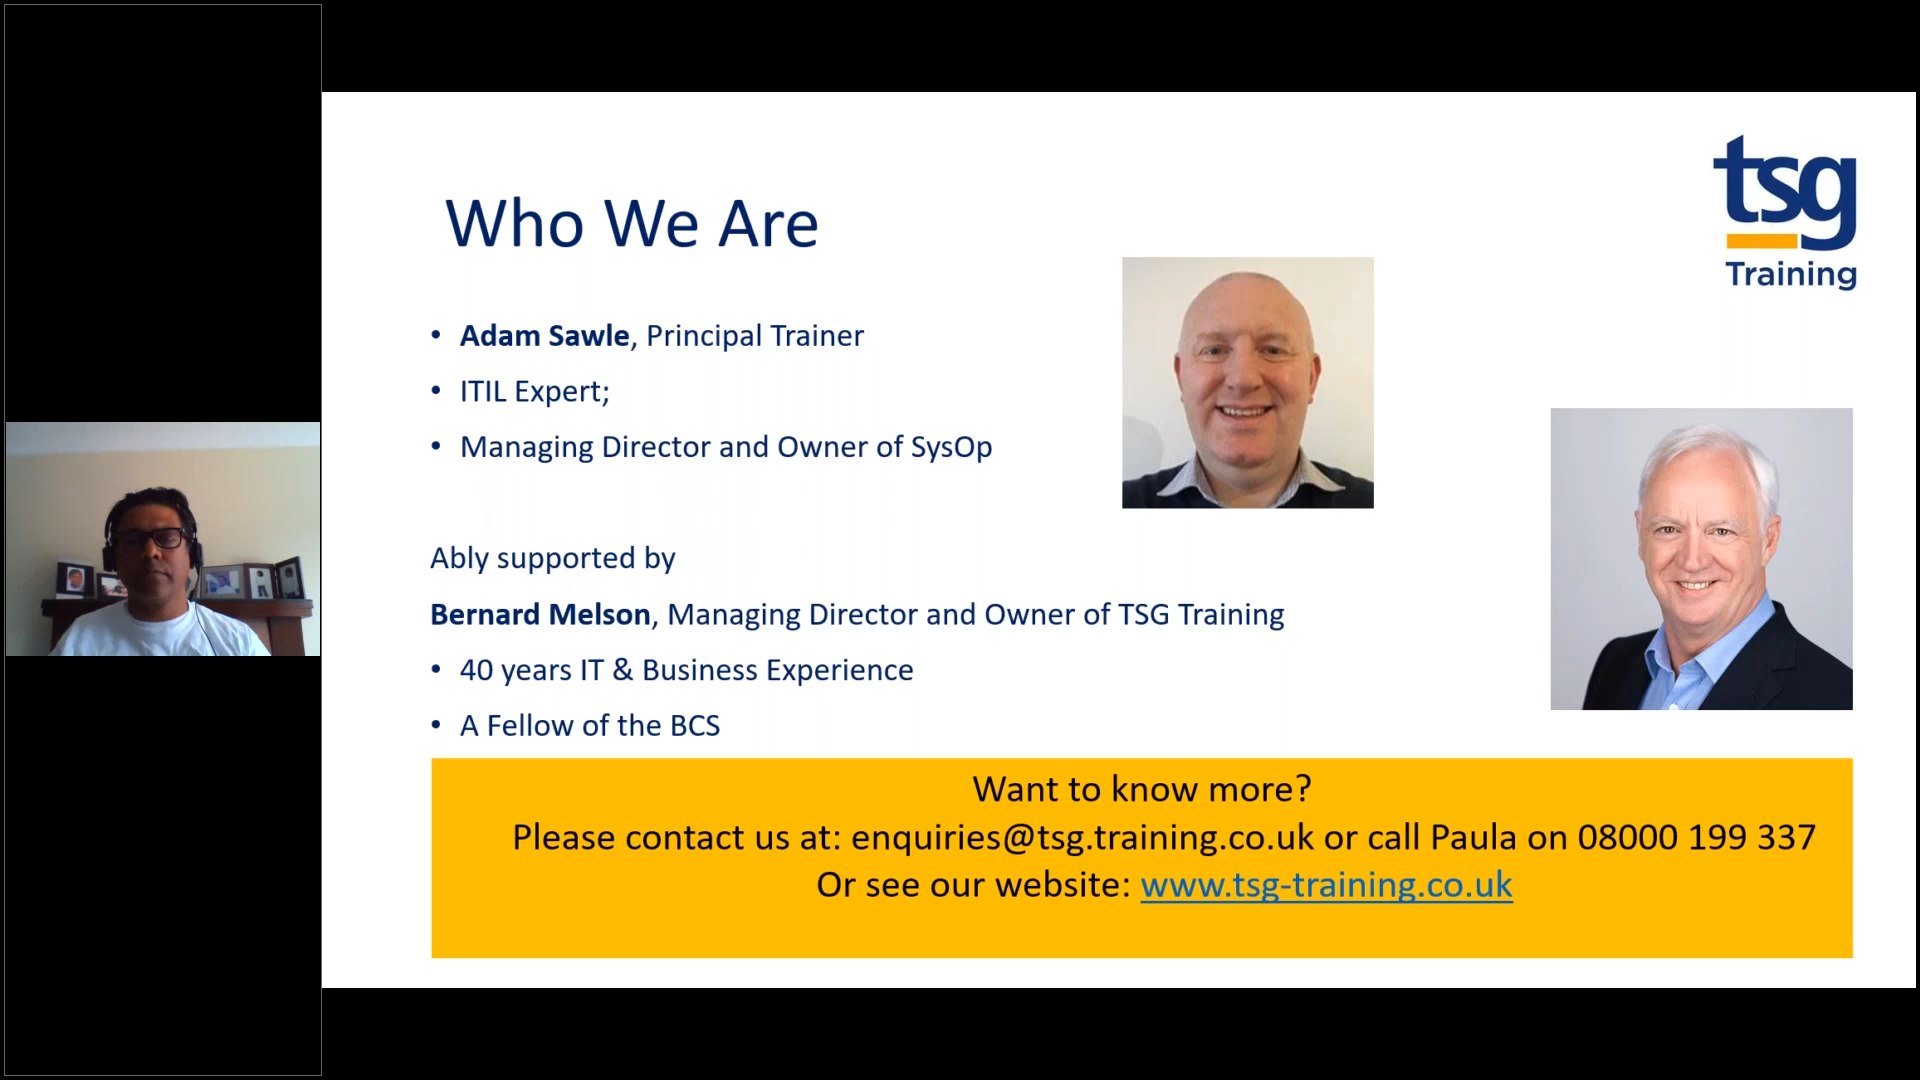 tsg
Training
Who We Are
• Adam Sawle, Principal Trainer
• ITIL Expert;
• Managing Director and Owner of SysOp
Ably supported by
Bernard Melson, Managing Director and Owner of TSG Training
• 40 years IT & Business Experience
• A Fellow of the BCS
Want to know more?
Please contact us at: enquiries@tsg.training.co.uk or call Paula on 08000 199 337
Or see our website: www.tsg-training.co.uk